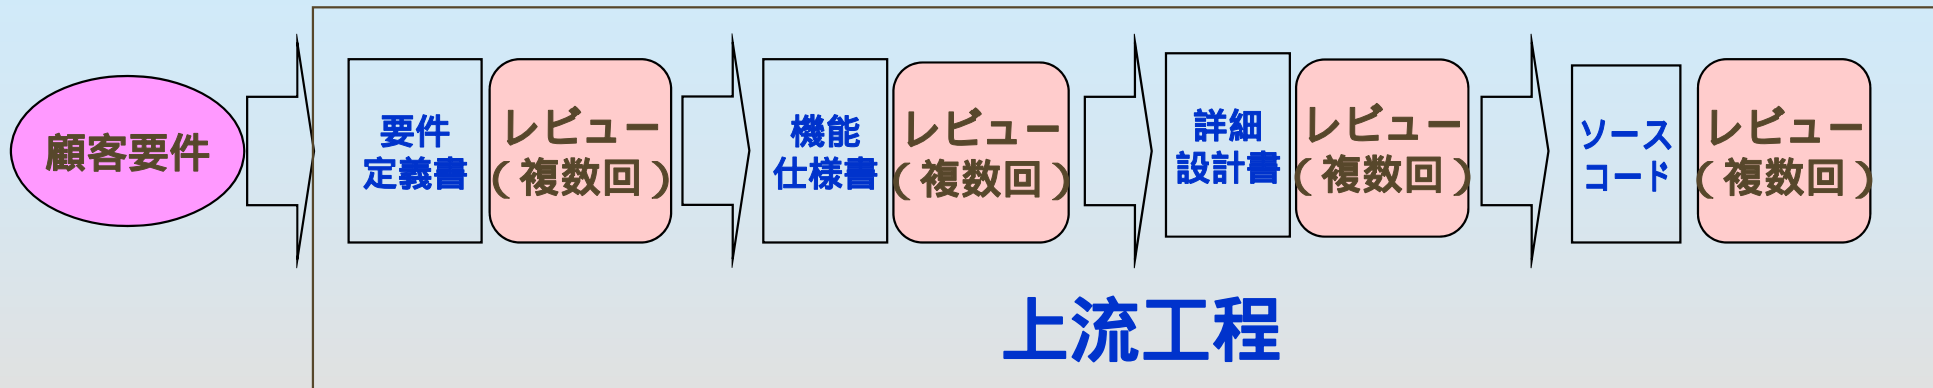 顧客要件
要件
定義書
レビュー
（複数回）
機能
仕様書
レビュー
（複数回）
詳細
設計書
レビュー
（複数回）
ソース
コード
レビュー
（複数回）
上流工程